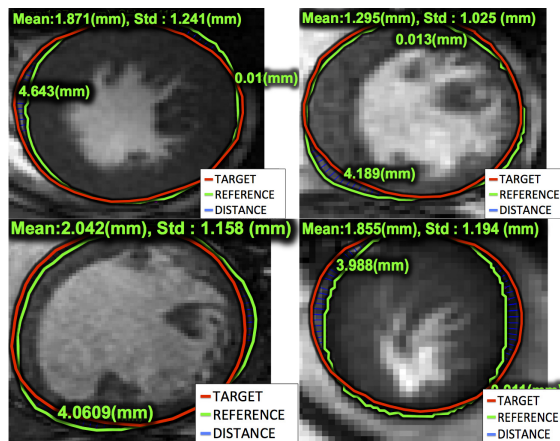 Mean:1.871(mm), Std : 1.241(mm)
0.01(mm)
4.643(mm)
TARGET
REFERENCE
DISTANCE
Mean:1.295(mm), Std : 1.025 (mm)
0.013(mm)
4.189(mm)
TARGET
REFERENCE
DISTANCE
Mean:2.042(mm), Std : 1.158 (mm)
4.0609(mm)
TARGET
REFERENCE
DISTANCE
Mean:1.855(mm), Std : 1.194 (mm)
3.988(mm)
TARGET
REFERENCE
DISTANCE